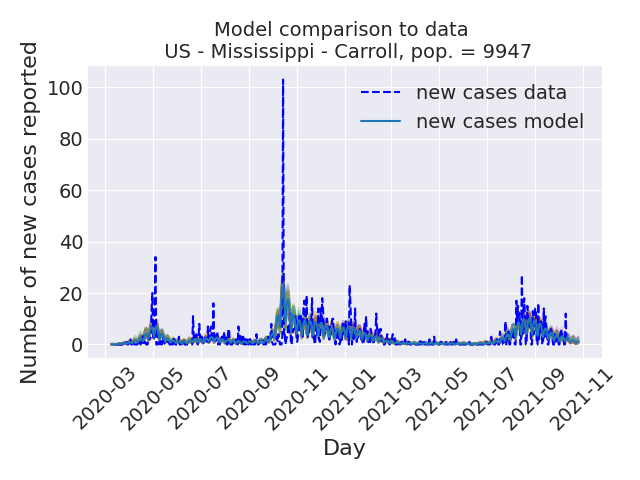 Model comparison to data
US - Mississippi - Carroll, pop. = 9947
Number of new cases reported
100
80
60
40
20
0
new cases data
new cases model
2020-03
2020-05
2020-07
2020-09
2020-11
2021-01
2021-03
2021-05
2021-07
2021-09
2021-11
Day